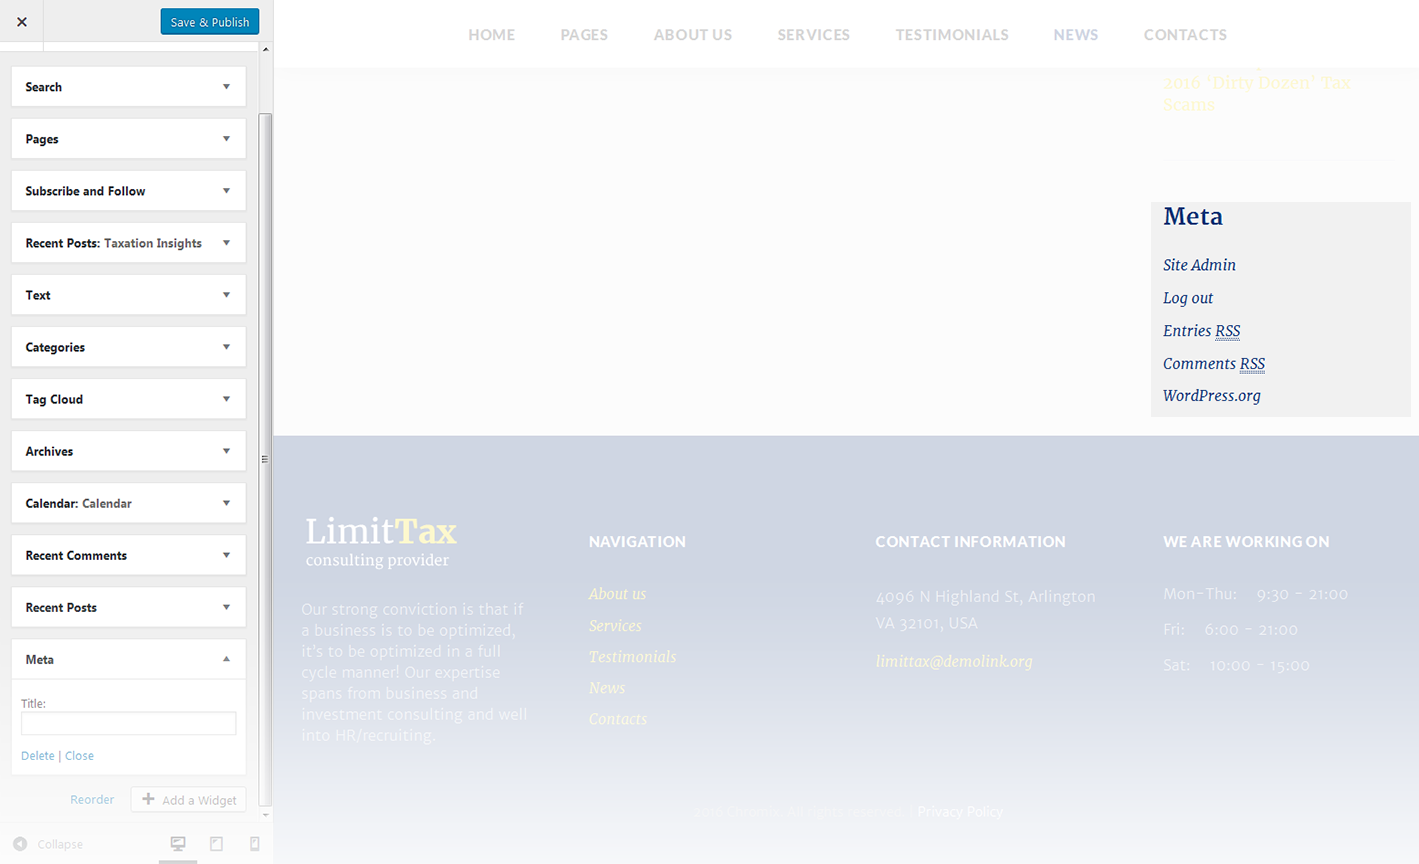 Save & Publish
Search
Pages
Subscribe and Follow
Recent Posts: Taxation Insights
Text
Categories
Tag Cloud
Archives
Calendar: Calendar
Recent Comments
Recent Posts
Meta
Title:
Delete | Close
Reorder
Add a Widget
Collapse
HOME PAGES ABOUT US SERVICES TESTIMONIALS NEWS CONTACTS
2016 'Dirty Dozen' Tax
Scams
Meta
Site Admin
Log out
Entries RSS
Comments RSS
WordPress.org
LimitTax
consulting provider
Our strong conviction is that if
a business is to be optimized,
it's to be optimized in a full
cycle manner! Our expertise
spans from business and
investment consulting and well
into HR/recruiting.
NAVIGATION
About us
Services
Testimonials
News
Contacts
CONTACT INFORMATION
4096 N Highland St, Arlington
VA 32101, USA
limittax@demolink.org
WE ARE WORKING ON
Mon-Thu: 9:30 - 21:00
Fri: 6:00 - 21:00
Sat: 10:00 - 15:00
Privacy Policy